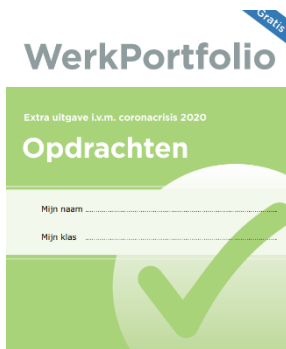 Gratis
WerkPortfolio
Extra uitgave i.v.m. coronacrisis 2020
Opdrachten
Mijn naam
Mijn klas